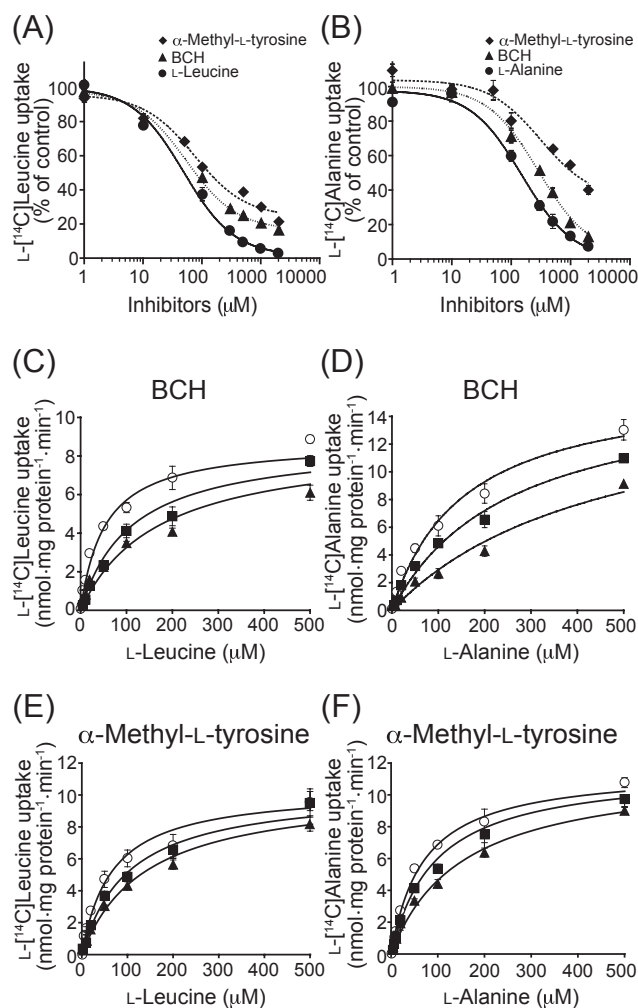 (A)
◆ α-Methyl-L-tyrosine
▲ BCH
● L-Leucine
L-[¹⁴C]Leucine uptake
(% of control)
100
80
60
40
20
0
1 10 100 1000 10000
Inhibitors (μM)
(B)
◆ α-Methyl-L-tyrosine
▲ BCH
● L-Alanine
L-[¹⁴C]Alanine uptake
(% of control)
100
80
60
40
20
0
1 10 100 1000 10000
Inhibitors (μM)
(C)
BCH
L-[¹⁴C]Leucine uptake
(nmol·mg protein⁻¹·min⁻¹)
10
8
6
4
2
0
0 100 200 300 400 500
L-Leucine (μM)
(D)
BCH
L-[¹⁴C]Alanine uptake
(nmol·mg protein⁻¹·min⁻¹)
14
12
10
8
6
4
2
0
0 100 200 300 400 500
L-Alanine (μM)
(E)
α-Methyl-L-tyrosine
L-[¹⁴C]Leucine uptake
(nmol·mg protein⁻¹·min⁻¹)
12
10
8
6
4
2
0
0 100 200 300 400 500
L-Leucine (μM)
(F)
α-Methyl-L-tyrosine
L-[¹⁴C]Alanine uptake
(nmol·mg protein⁻¹·min⁻¹)
12
10
8
6
4
2
0
0 100 200 300 400 500
L-Alanine (μM)